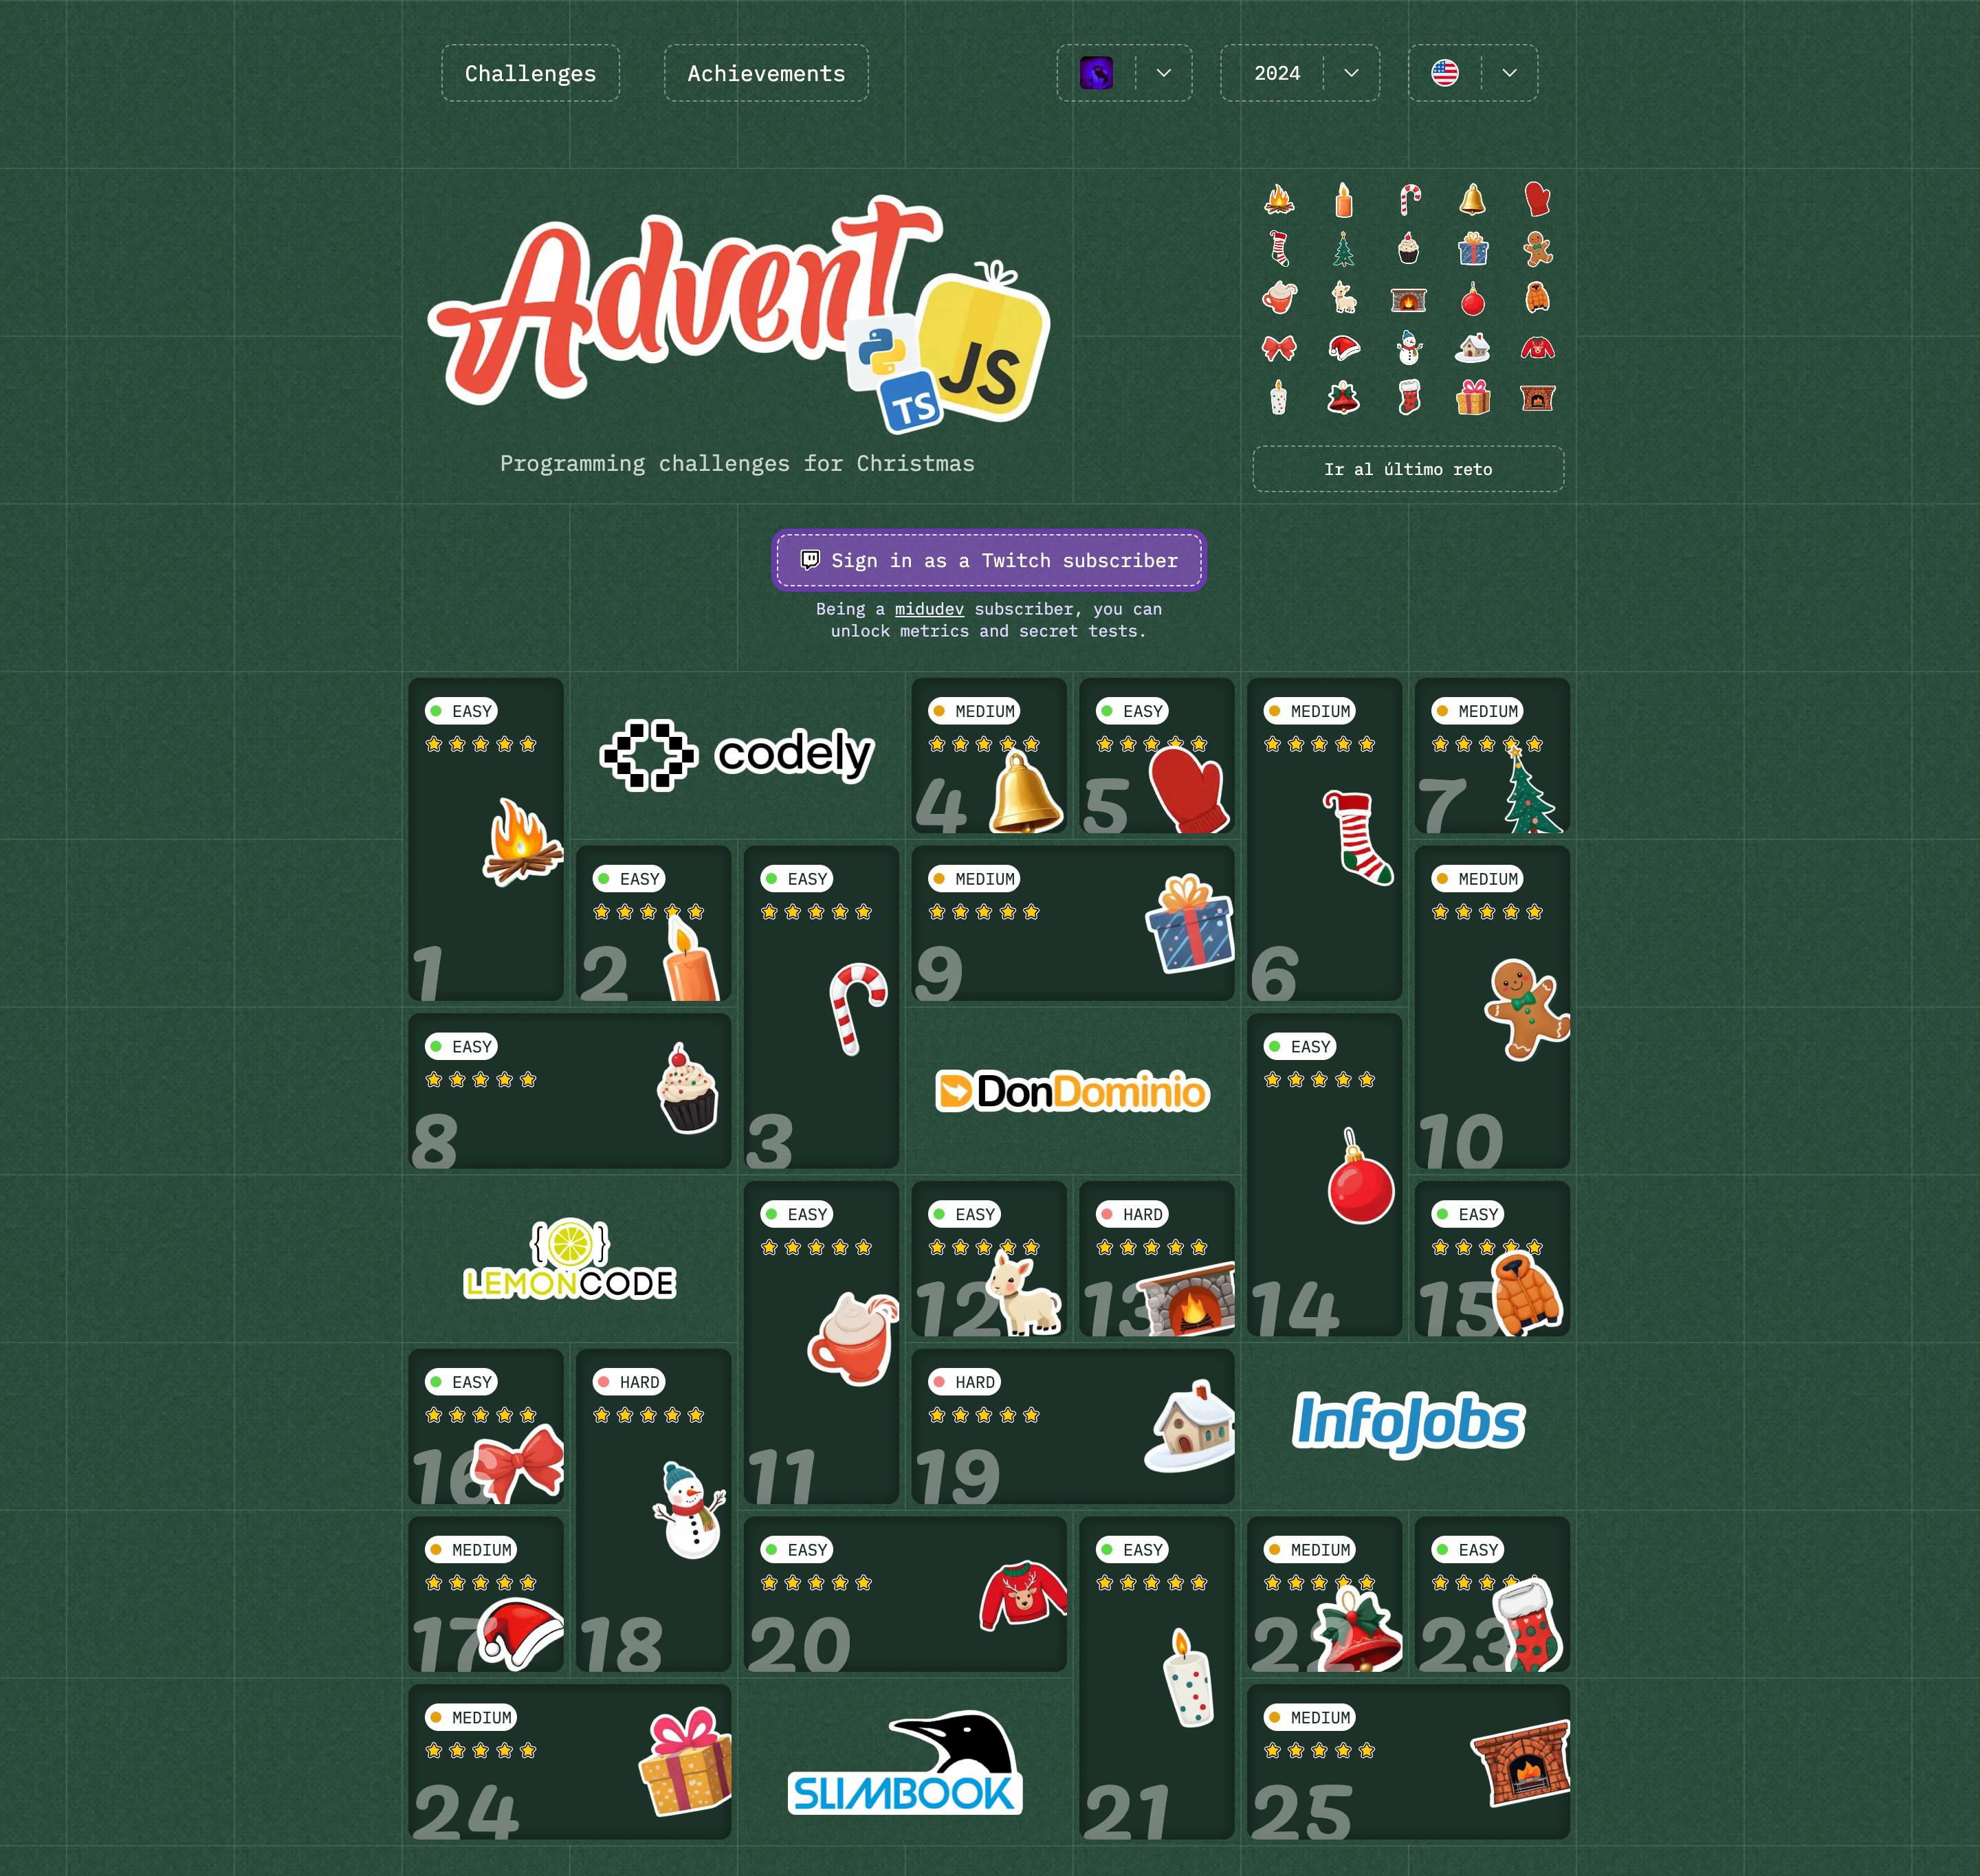 Challenges
Achievements
2024
Advent
JS
TS
Programming challenges for Christmas
Ir al último reto
Sign in as a Twitch subscriber
Being a midudev subscriber, you can
unlock metrics and secret tests.
EASY
1
codely
MEDIUM
4
EASY
5
MEDIUM
6
MEDIUM
7
EASY
2
EASY
3
MEDIUM
9
MEDIUM
10
EASY
8
DonDominio
EASY
14
{ }
LEMONCODE
EASY
11
EASY
12
HARD
13
EASY
15
EASY
16
HARD
18
HARD
19
InfoJobs
MEDIUM
17
EASY
20
EASY
21
MEDIUM
22
EASY
23
MEDIUM
24
SLIMBOOK
MEDIUM
25